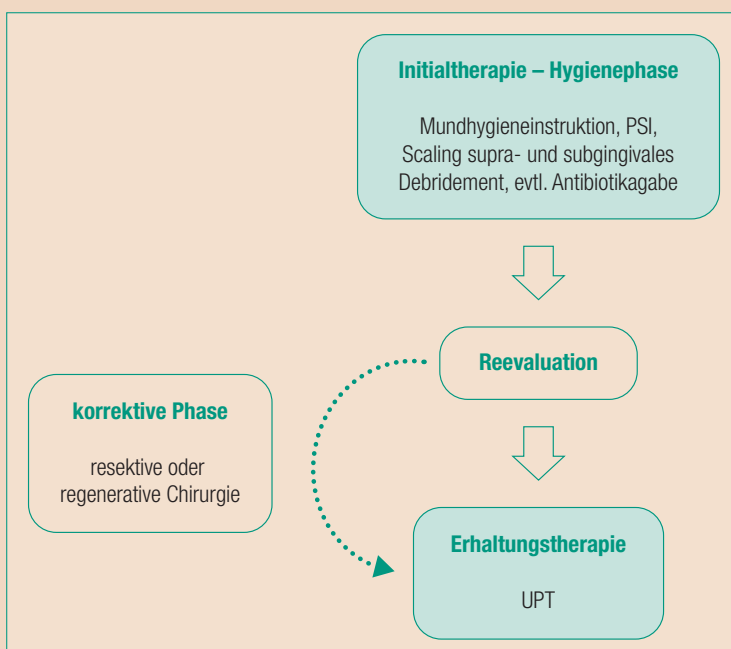 Initialtherapie – Hygienephase
Mundhygieneinstruktion, PSI,
Scaling supra- und subgingivales
Debridement, evtl. Antibiotikagabe
Reevaluation
korrektive Phase
resektive oder
regenerative Chirurgie
Erhaltungstherapie
UPT